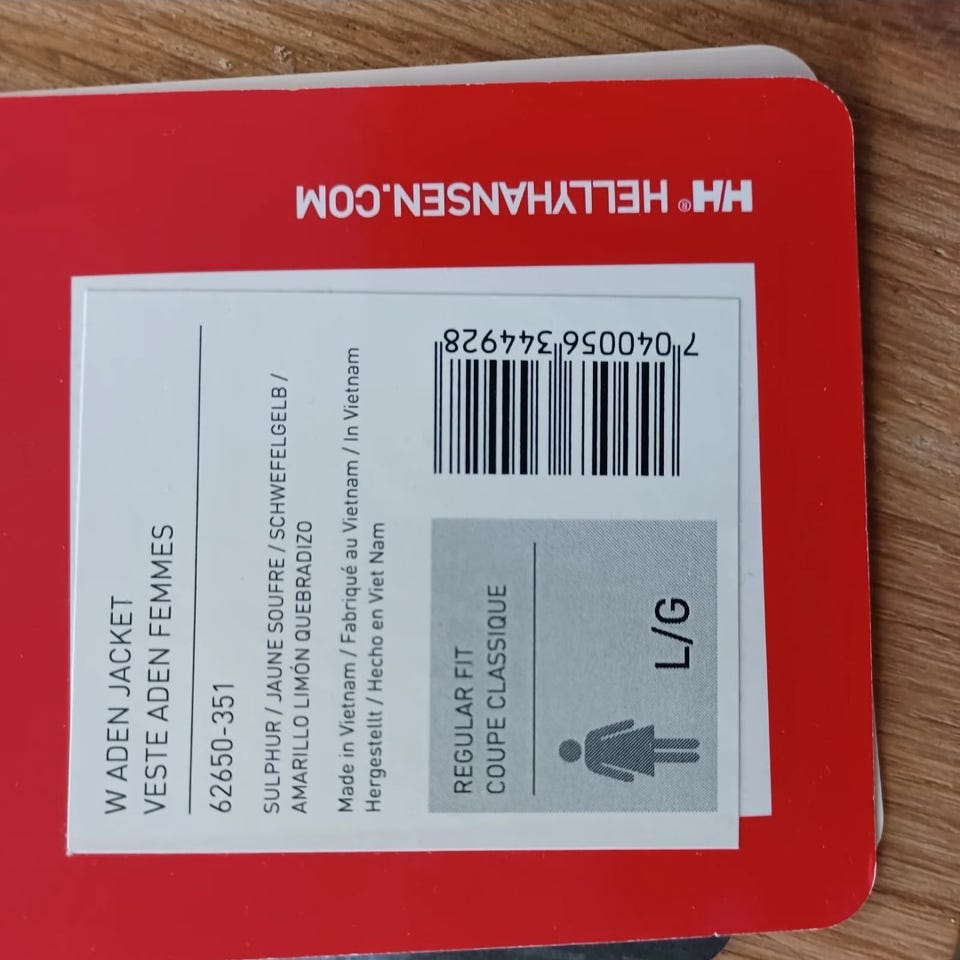 HH® HELLYHANSEN.COM
W ADEN JACKET
VESTE ADEN FEMMES
62650-351
SULPHUR / JAUNE SOUFRE / SCHWEFELGELB /
AMARILLO LIMÓN QUEBRADIZO
Made in Vietnam / Fabriqué au Vietnam / In Vietnam
Hergestellt / Hecho en Viet Nam
REGULAR FIT
COUPE CLASSIQUE
L/G
7 040056 344928